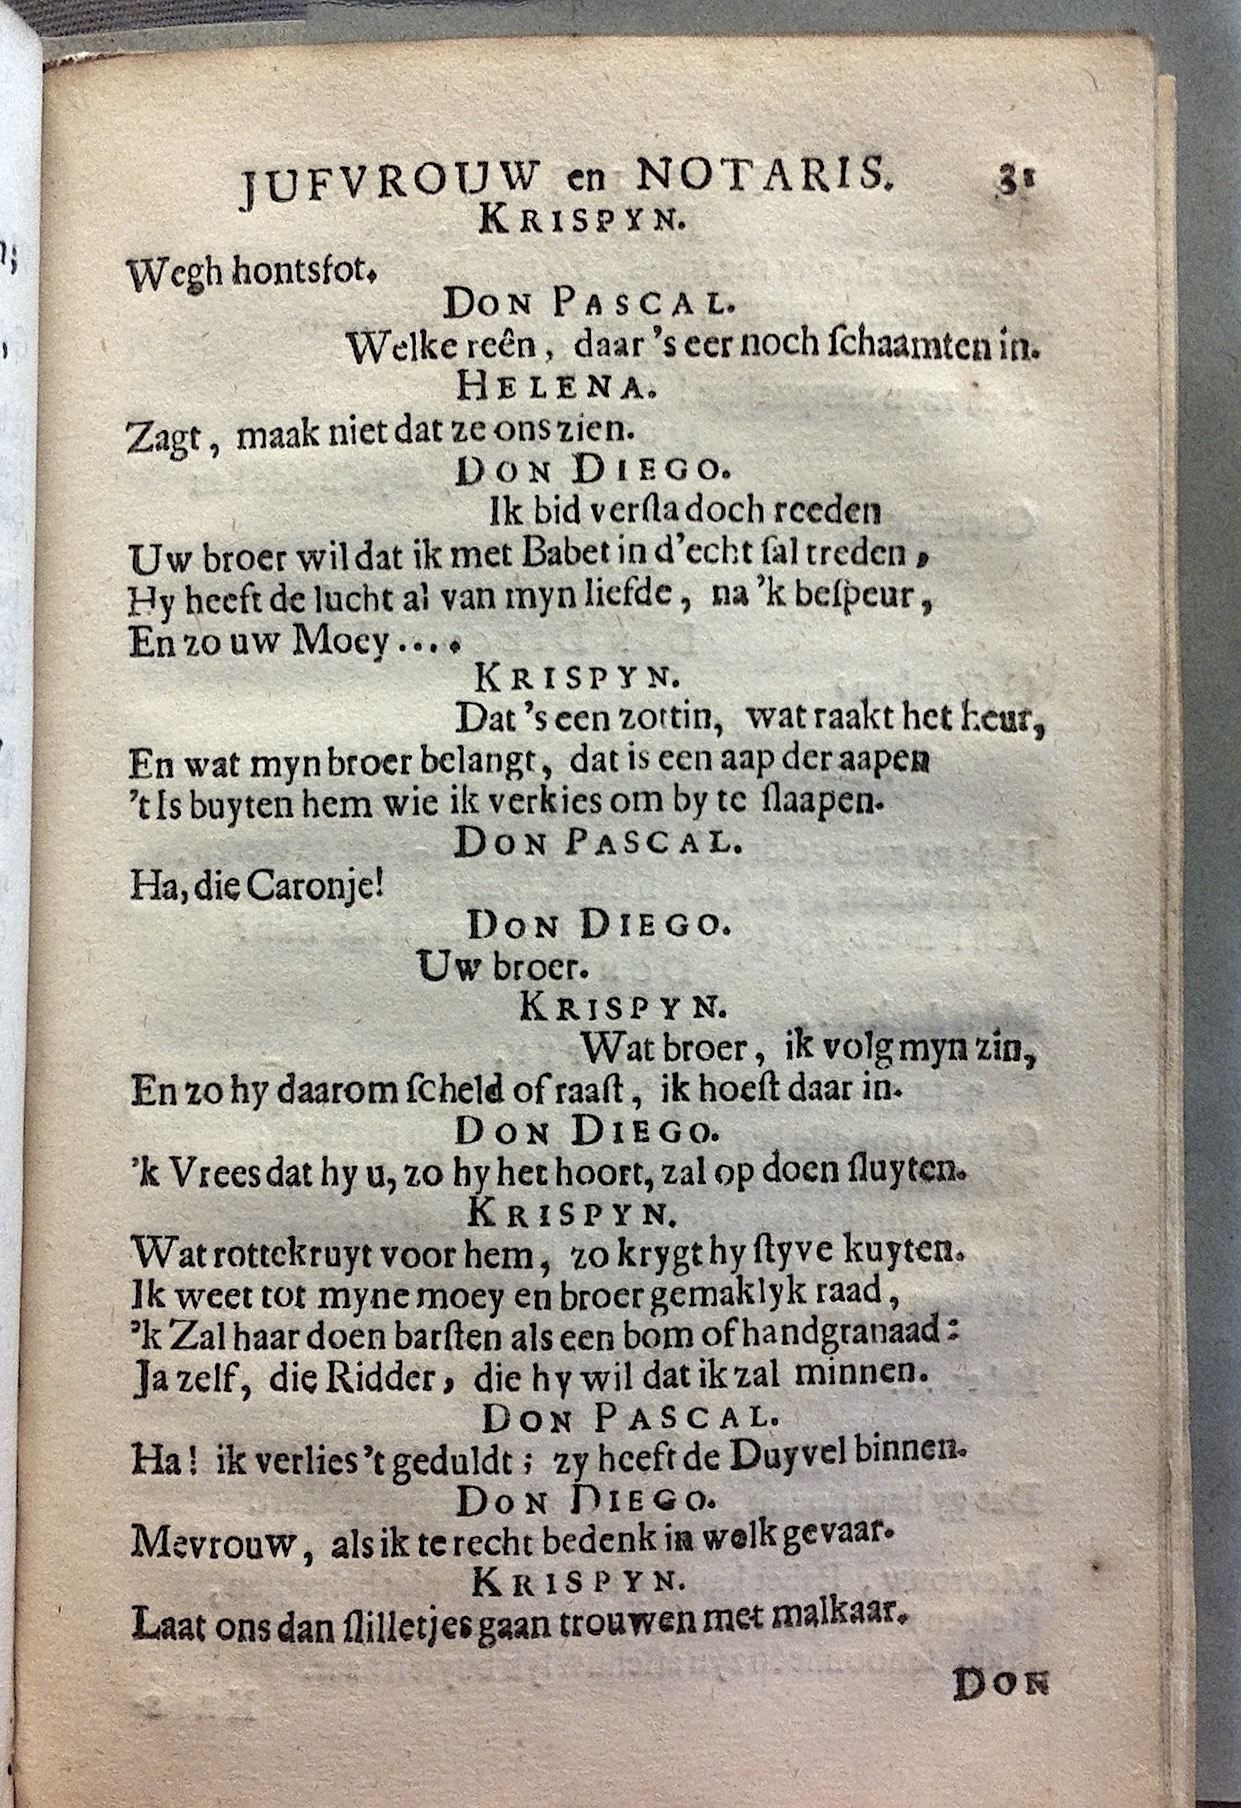 JUFVROUW en NOTARIS. 31
KRISPYN.
Wegh hontsfot.
DON PASCAL.
Welke reên, daar 's eer noch ſchaamten in.
HELENA.
Zagt, maak niet dat ze ons zien.
DON DIEGO.
Ik bid verſta doch reeden
Uw broer wil dat ik met Babet in d'echt ſal treden,
Hy heeft de lucht al van myn liefde, na 'k beſpeur,
En zo uw Moey....
KRISPYN.
Dat 's een zottin, wat raakt het heur,
En wat myn broer belangt, dat is een aap der aapen
't Is buyten hem wie ik verkies om by te ſlaapen.
DON PASCAL.
Ha, die Caronje!
DON DIEGO.
Uw broer.
KRISPYN.
Wat broer, ik volg myn zin,
En zo hy daarom ſcheld of raaſt, ik hoeſt daar in.
DON DIEGO.
'k Vrees dat hy u, zo hy het hoort, zal op doen ſluyten.
KRISPYN.
Wat rottekruyt voor hem, zo krygt hy ſtyve kuyten.
Ik weet tot myne moey en broer gemaklyk raad,
'k Zal haar doen barſten als een bom of handgranaad:
Ja zelf, die Ridder, die hy wil dat ik zal minnen.
DON PASCAL.
Ha! ik verlies 't geduldt; zy heeft de Duyvel binnen.
DON DIEGO.
Mevrouw, als ik te recht bedenk in welk gevaar.
KRISPYN.
Laat ons dan ſlilletjes gaan trouwen met malkaar.
DON